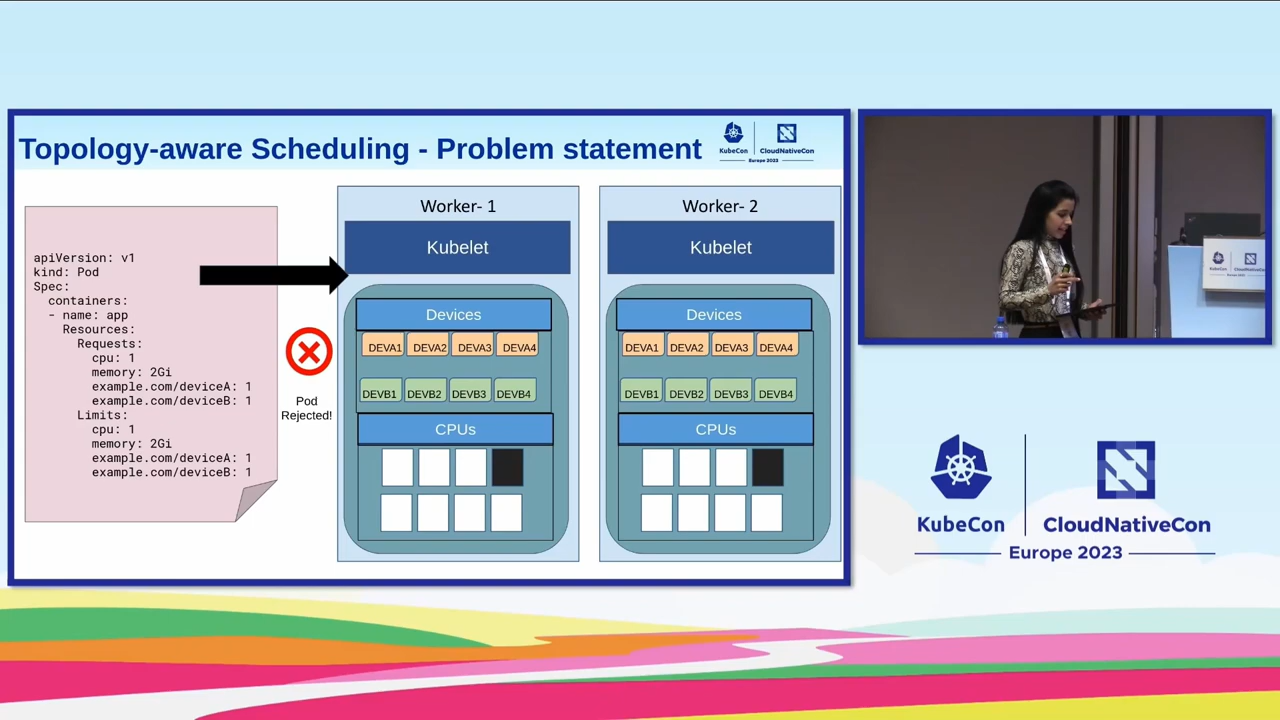 Topology-aware Scheduling - Problem statement
KubeCon
CloudNativeCon
Europe 2023
apiVersion: v1
kind: Pod
Spec:
containers:
- name: app
Resources:
Requests:
cpu: 1
memory: 2Gi
example.com/deviceA: 1
example.com/deviceB: 1
Limits:
cpu: 1
memory: 2Gi
example.com/deviceA: 1
example.com/deviceB: 1
Pod
Rejected!
Worker- 1
Kubelet
Devices
DEVA1 DEVA2 DEVA3 DEVA4
DEVB1 DEVB2 DEVB3 DEVB4
CPUs
Worker- 2
Kubelet
Devices
DEVA1 DEVA2 DEVA3 DEVA4
DEVB1 DEVB2 DEVB3 DEVB4
CPUs
KubeCon
CloudNativeCon
KubeCon
CloudNativeCon
Europe 2023